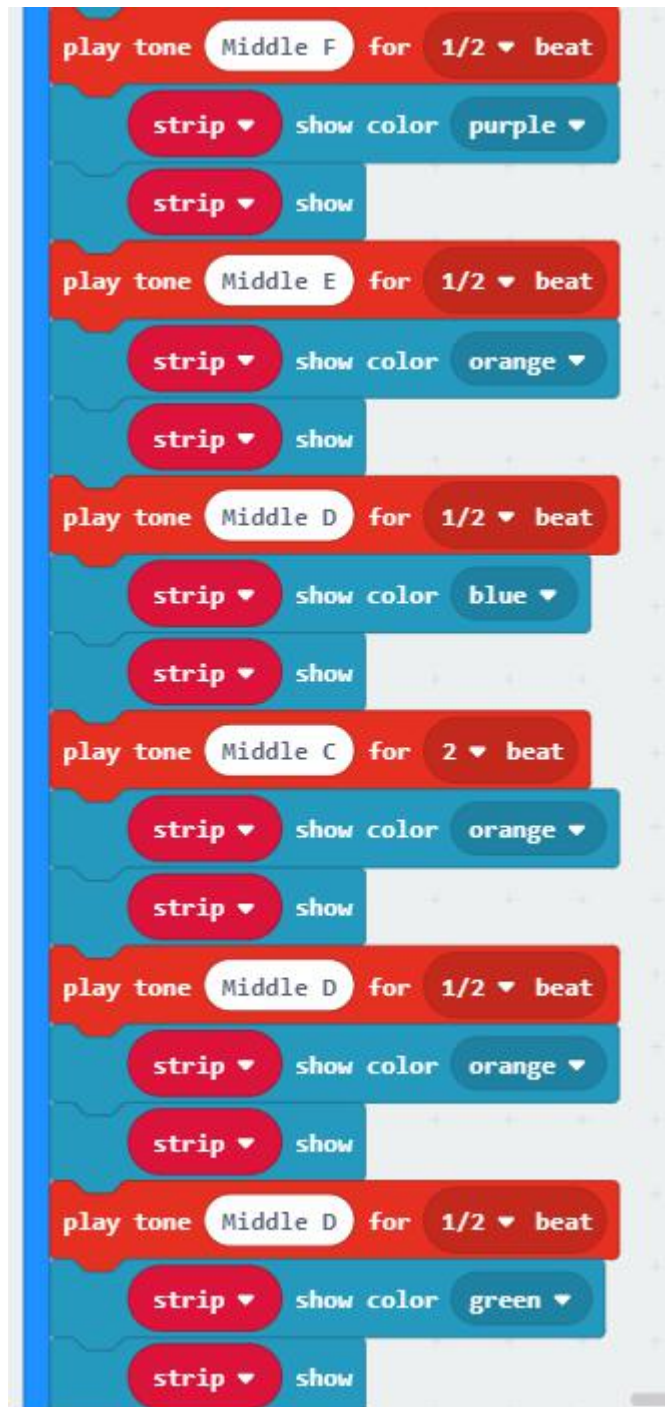 play tone Middle F for 1/2 beat
strip show color purple
strip show
play tone Middle E for 1/2 beat
strip show color orange
strip show
play tone Middle D for 1/2 beat
strip show color blue
strip show
play tone Middle C for 2 beat
strip show color orange
strip show
play tone Middle D for 1/2 beat
strip show color orange
strip show
play tone Middle D for 1/2 beat
strip show color green
strip show